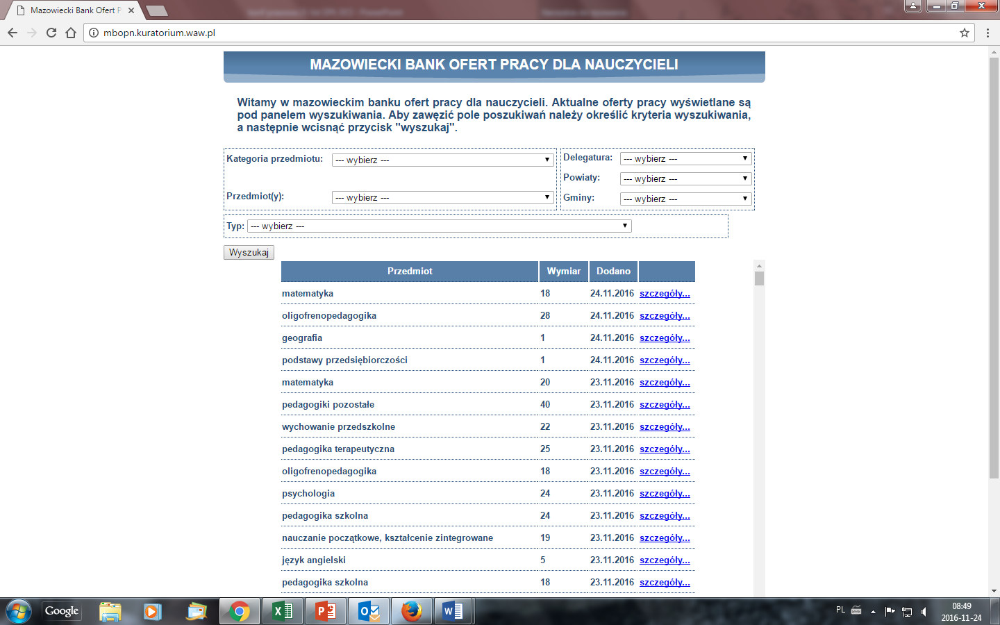 Mazowiecki Bank Ofert P
mbopn.kuratorium.waw.pl
MAZOWIECKI BANK OFERT PRACY DLA NAUCZYCIELI
Witamy w mazowieckim banku ofert pracy dla nauczycieli. Aktualne oferty pracy wyświetlane są
pod panelem wyszukiwania. Aby zawęzić pole poszukiwań należy określić kryteria wyszukiwania,
a następnie wcisnąć przycisk "wyszukaj".
Kategoria przedmiotu: --- wybierz ---
Przedmiot(y): --- wybierz ---
Delegatura: --- wybierz ---
Powiaty: --- wybierz ---
Gminy: --- wybierz ---
Typ: --- wybierz ---
Wyszukaj
Przedmiot Wymiar Dodano
matematyka 18 24.11.2016 szczegóły...
oligofrenopedagogika 28 24.11.2016 szczegóły...
geografia 1 24.11.2016 szczegóły...
podstawy przedsiębiorczości 1 24.11.2016 szczegóły...
matematyka 20 23.11.2016 szczegóły...
pedagogiki pozostałe 40 23.11.2016 szczegóły...
wychowanie przedszkolne 22 23.11.2016 szczegóły...
pedagogika terapeutyczna 25 23.11.2016 szczegóły...
oligofrenopedagogika 18 23.11.2016 szczegóły...
psychologia 24 23.11.2016 szczegóły...
pedagogika szkolna 24 23.11.2016 szczegóły...
nauczanie początkowe, kształcenie zintegrowane 19 23.11.2016 szczegóły...
język angielski 5 23.11.2016 szczegóły...
pedagogika szkolna 18 23.11.2016 szczegóły...
Google
PL
08:49
2016-11-24